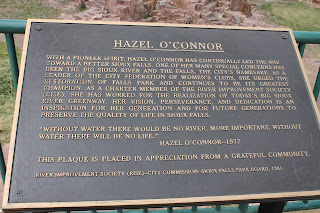 HAZEL O'CONNOR
WITH A PIONEER SPIRIT, HAZEL O'CONNOR HAS CONTINUALLY LED THE WAY
TOWARD A BETTER SIOUX FALLS. ONE OF HER MANY SPECIAL CONCERNS HAS
BEEN THE BIG SIOUX RIVER AND THE FALLS, THE CITY'S NAMESAKE. AS A
LEADER OF THE CITY FEDERATION OF WOMEN'S CLUBS, SHE URGED THE
RESTORATION OF FALLS PARK AND CONTINUES TO BE ITS GREATEST
CHAMPION. AS A CHARTER MEMBER OF THE RIVER IMPROVEMENT SOCIETY
(RISE), SHE HAS WORKED FOR THE REALIZATION OF TODAY'S BIG SIOUX
RIVER GREENWAY. HER VISION, PERSEVERANCE, AND DEDICATION IS AN
INSPIRATION FOR HER GENERATION AND FOR FUTURE GENERATIONS TO
PRESERVE THE QUALITY OF LIFE IN SIOUX FALLS.
"WITHOUT WATER THERE WOULD BE NO RIVER, MORE IMPORTANT, WITHOUT
WATER THERE WILL BE NO LIFE."
HAZEL O'CONNOR-1977
THIS PLAQUE IS PLACED IN APPRECIATION FROM A GRATEFUL COMMUNITY.
RIVER IMPROVEMENT SOCIETY (RISE)-CITY COMMISSION-SIOUX FALLS PARK BOARD,